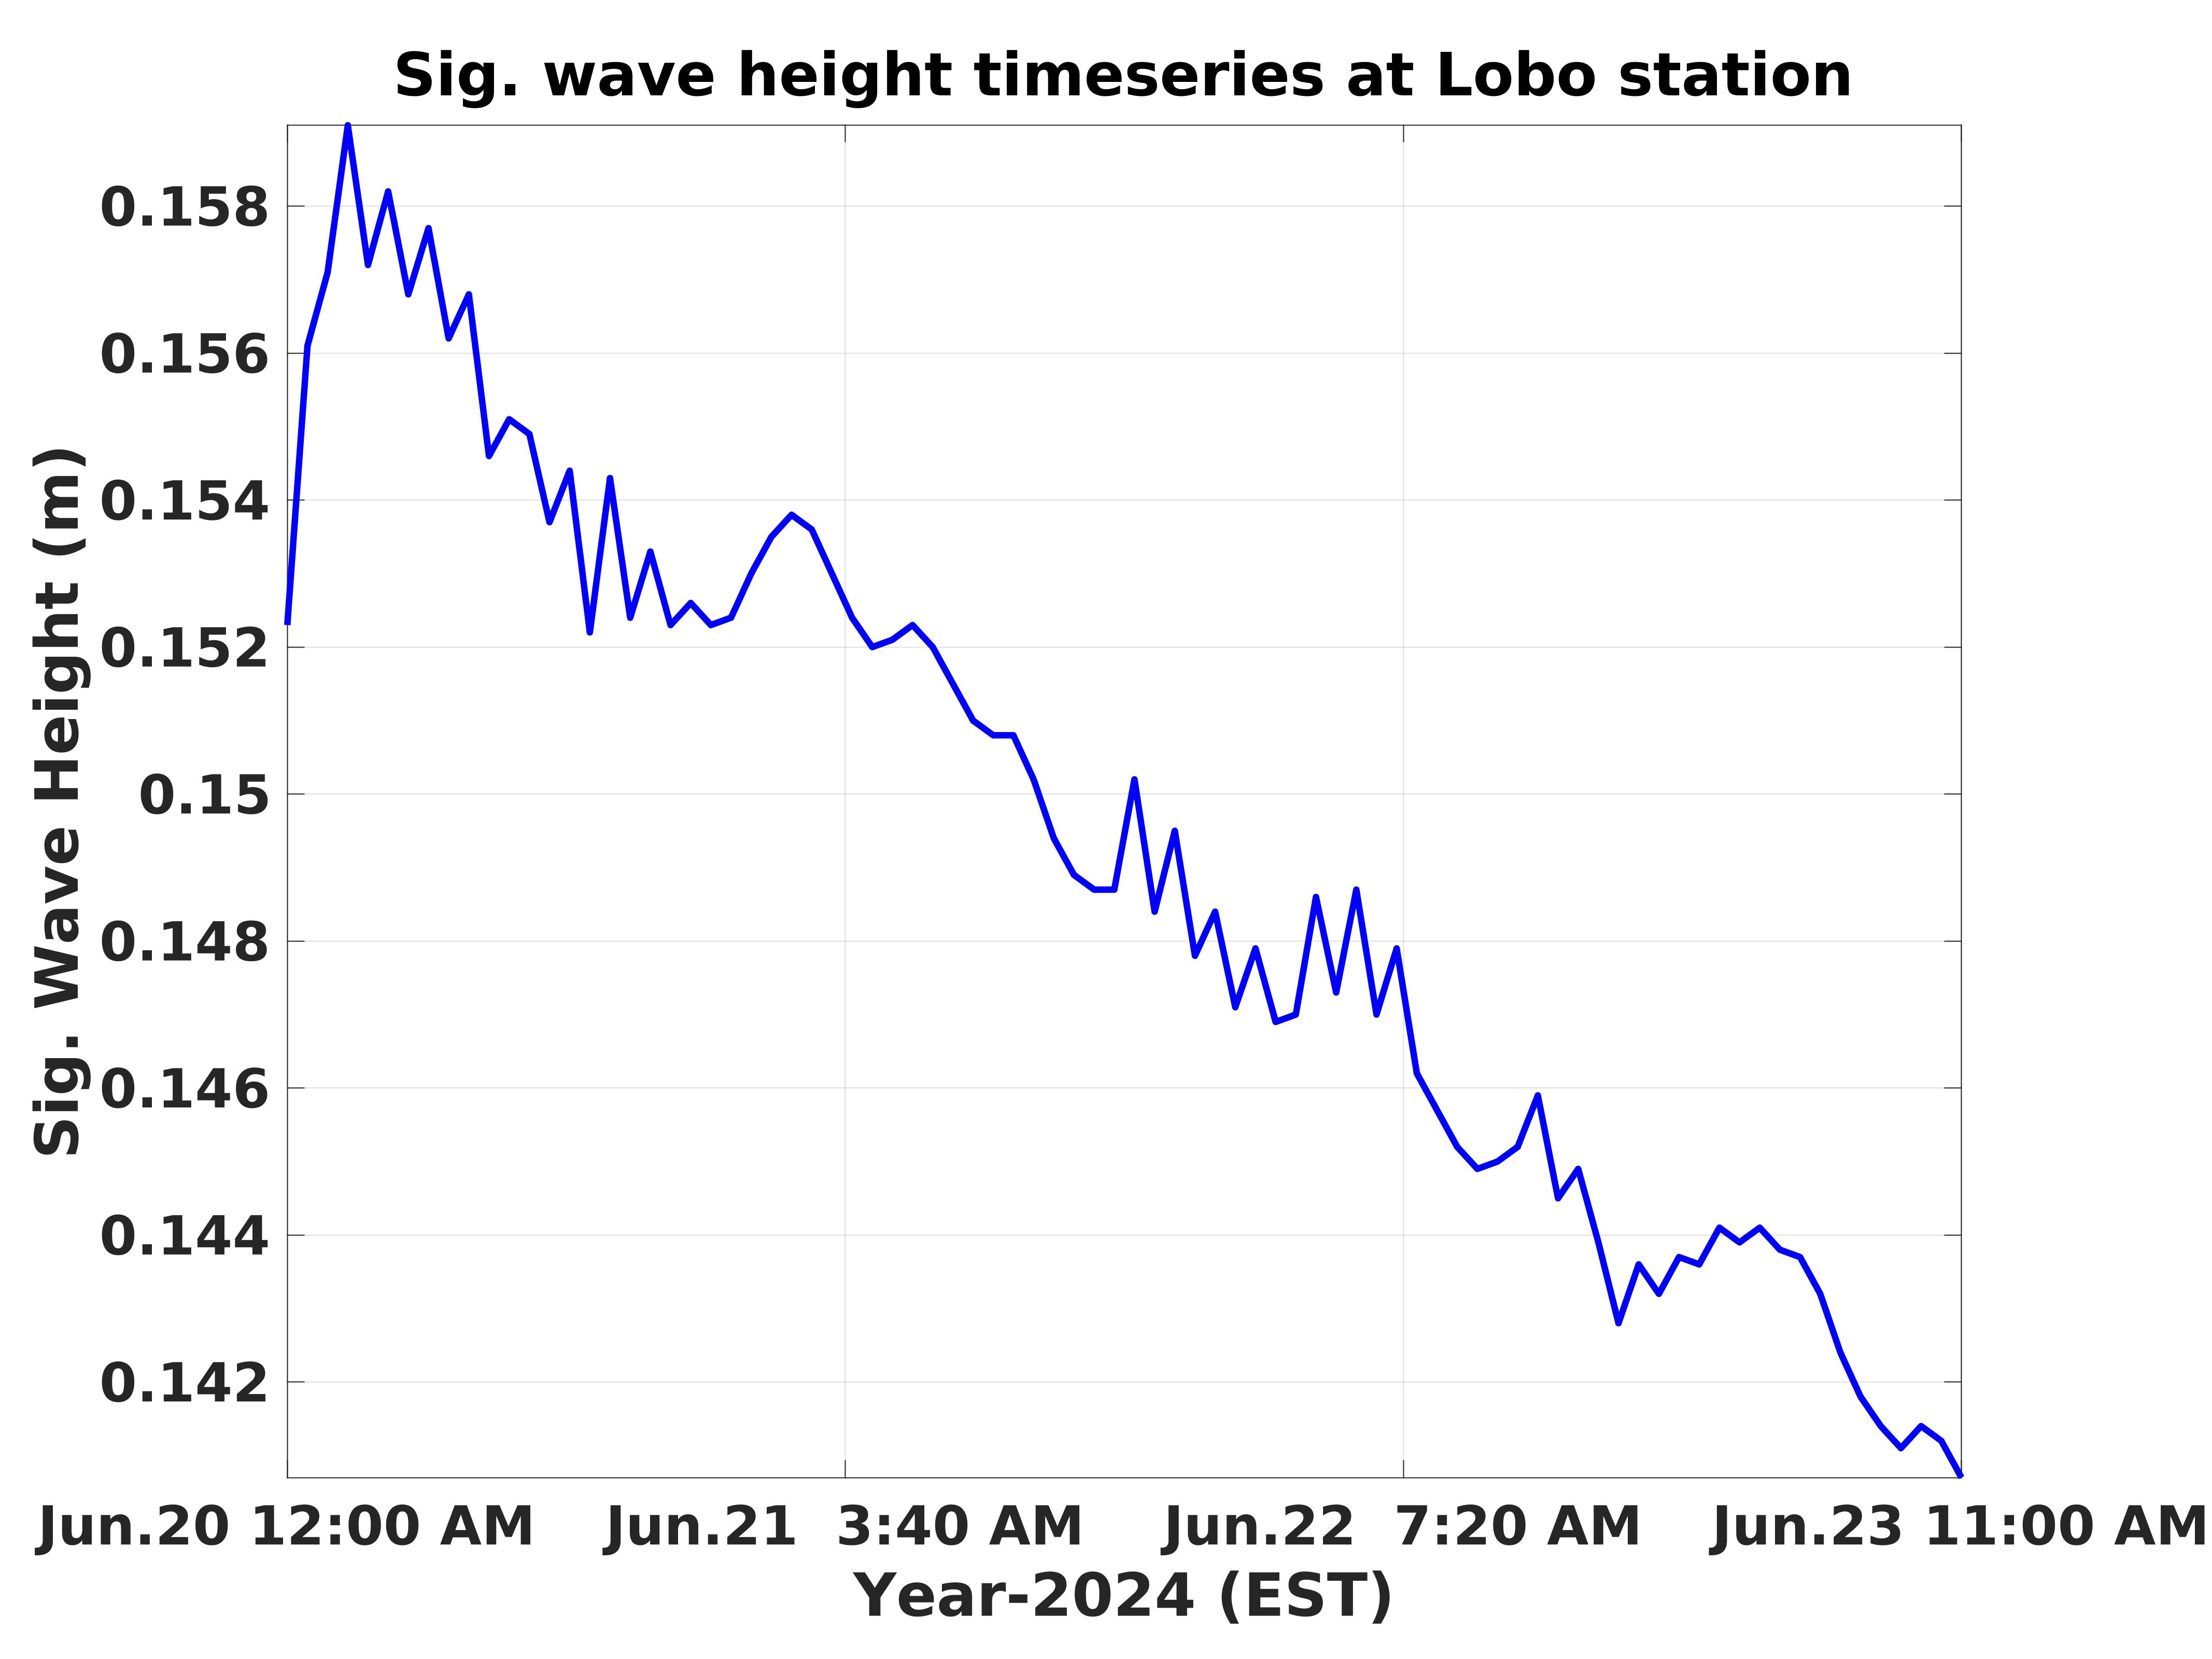 Sig. wave height timeseries at Lobo station
Sig. Wave Height (m)
0.158
0.156
0.154
0.152
0.15
0.148
0.146
0.144
0.142
Jun.20 12:00 AM Jun.21 3:40 AM Jun.22 7:20 AM Jun.23 11:00 AM
Year-2024 (EST)